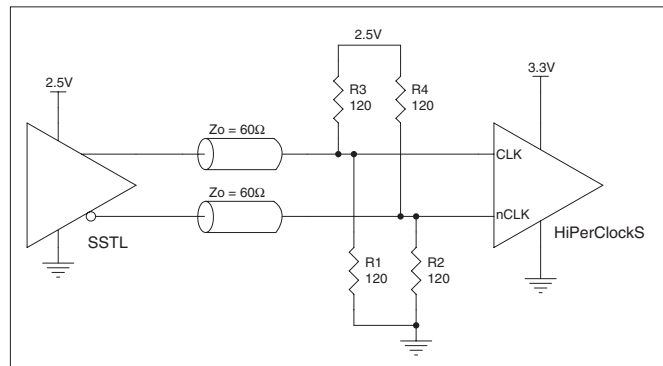 2.5V
2.5V
3.3V
R3
120
R4
120
Zo = 60Ω
CLK
Zo = 60Ω
nCLK
SSTL
HiPerClockS
R1
120
R2
120